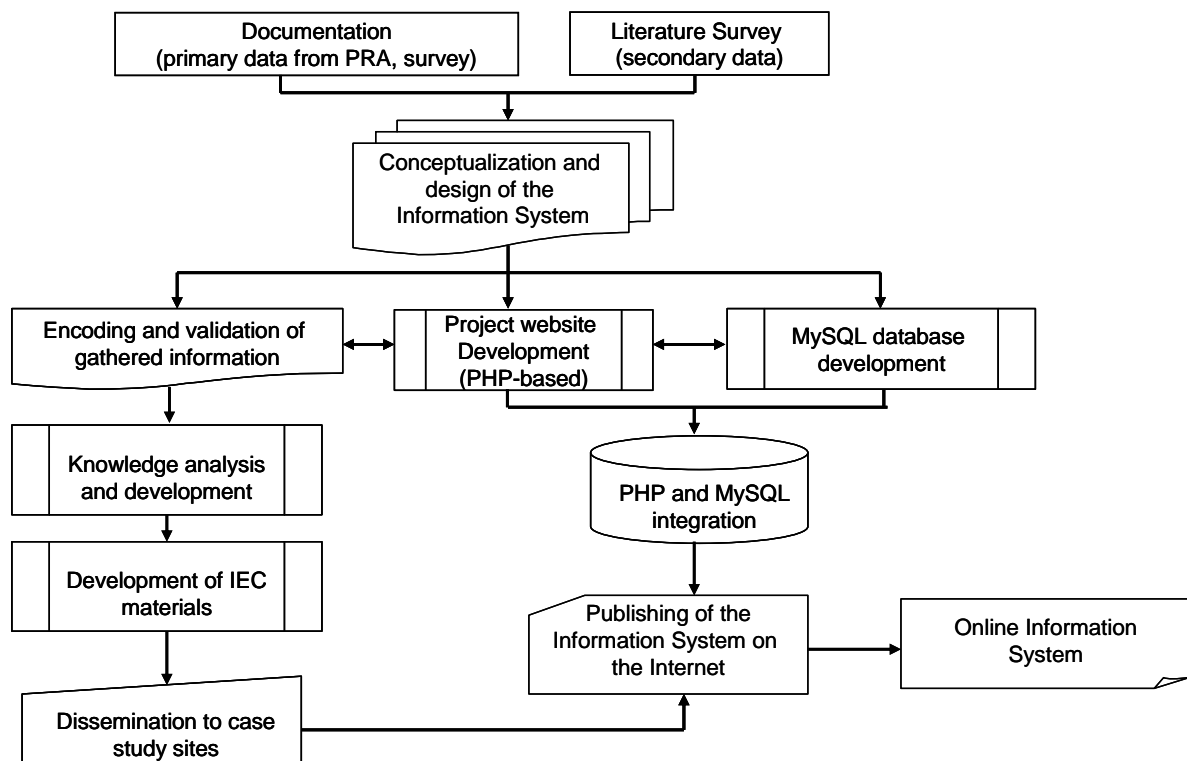 Documentation
(primary data from PRA, survey)
Literature Survey
(secondary data)
Conceptualization and
design of the
Information System
Encoding and validation of
gathered information
Project website
Development
(PHP-based)
MySQL database
development
Knowledge analysis
and development
PHP and MySQL
integration
Development of IEC
materials
Publishing of the
Information System on
the Internet
Online Information
System
Dissemination to case
study sites